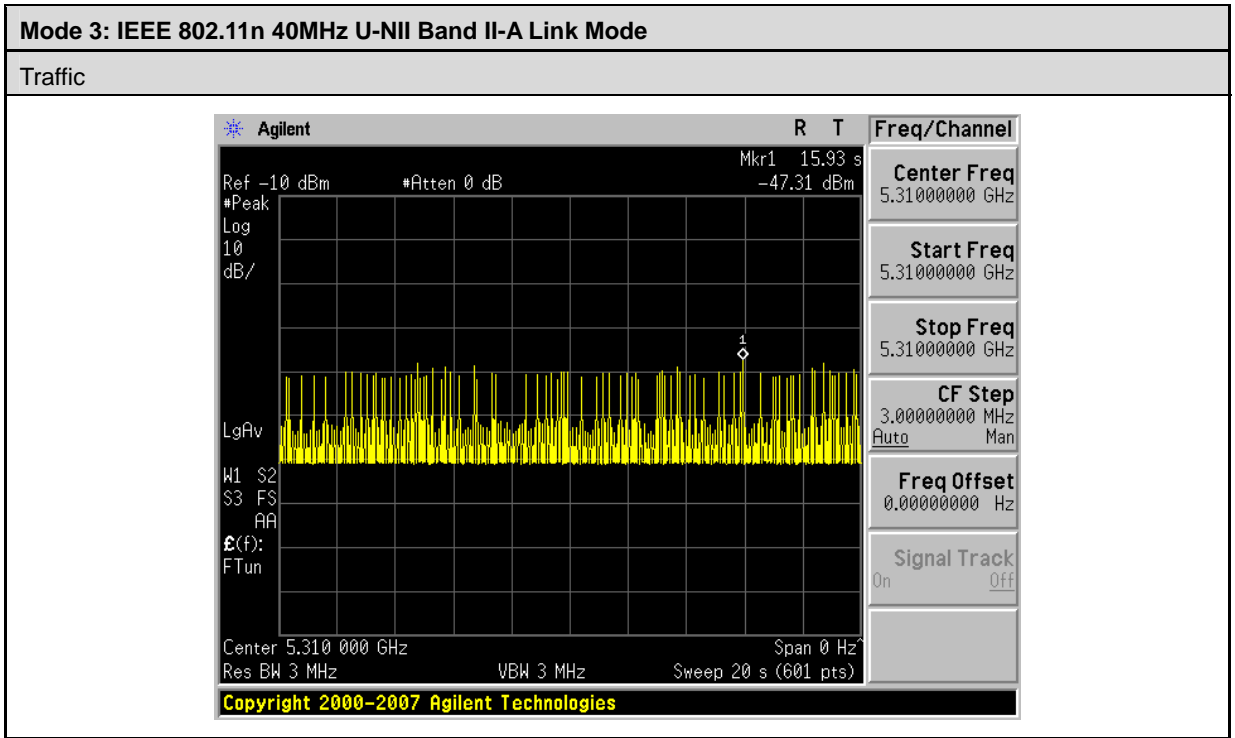 Mode 3: IEEE 802.11n 40MHz U-NII Band II-A Link Mode
Traffic
Agilent R T
Mkr1 15.93 s
Ref -10 dBm #Atten 0 dB -47.31 dBm
#Peak
Log
10
dB/
1
LgAv
W1 S2
S3 FS
AA
£(f):
FTun
Center 5.310 000 GHz Span 0 Hz^
Res BW 3 MHz VBW 3 MHz Sweep 20 s (601 pts)
Copyright 2000-2007 Agilent Technologies
Freq/Channel
Center Freq
5.31000000 GHz
Start Freq
5.31000000 GHz
Stop Freq
5.31000000 GHz
CF Step
3.00000000 MHz
Auto Man
Freq Offset
0.00000000 Hz
Signal Track
On Off